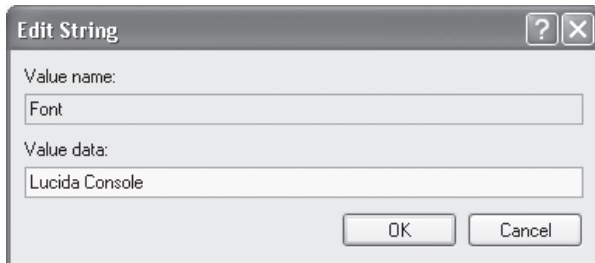 Edit String
Value name:
Font
Value data:
Lucida Console
OK Cancel